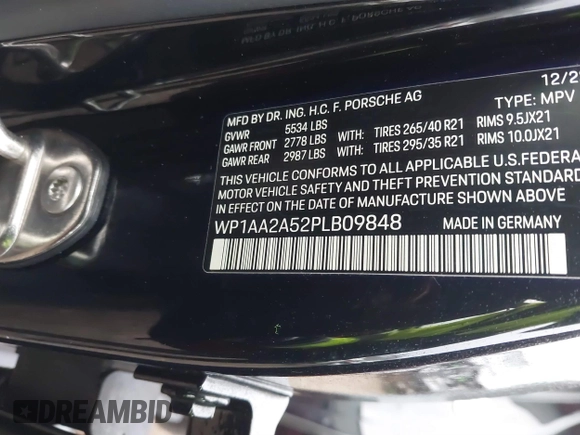 12/2
MFD BY DR. ING. H.C. F. PORSCHE AG TYPE: MPV
GVWR 5534 LBS
GAWR FRONT 2778 LBS WITH: TIRES 265/40 R21 RIMS 9.5JX21
GAWR REAR 2987 LBS WITH: TIRES 295/35 R21 RIMS 10.0JX21
THIS VEHICLE CONFORMS TO ALL APPLICABLE U.S. FEDERA
MOTOR VEHICLE SAFETY AND THEFT PREVENTION STANDARD
IN EFFECT ON THE DATE OF MANUFACTURE SHOWN ABOVE
WP1AA2A52PLB09848 MADE IN GERMANY
DREAMBID